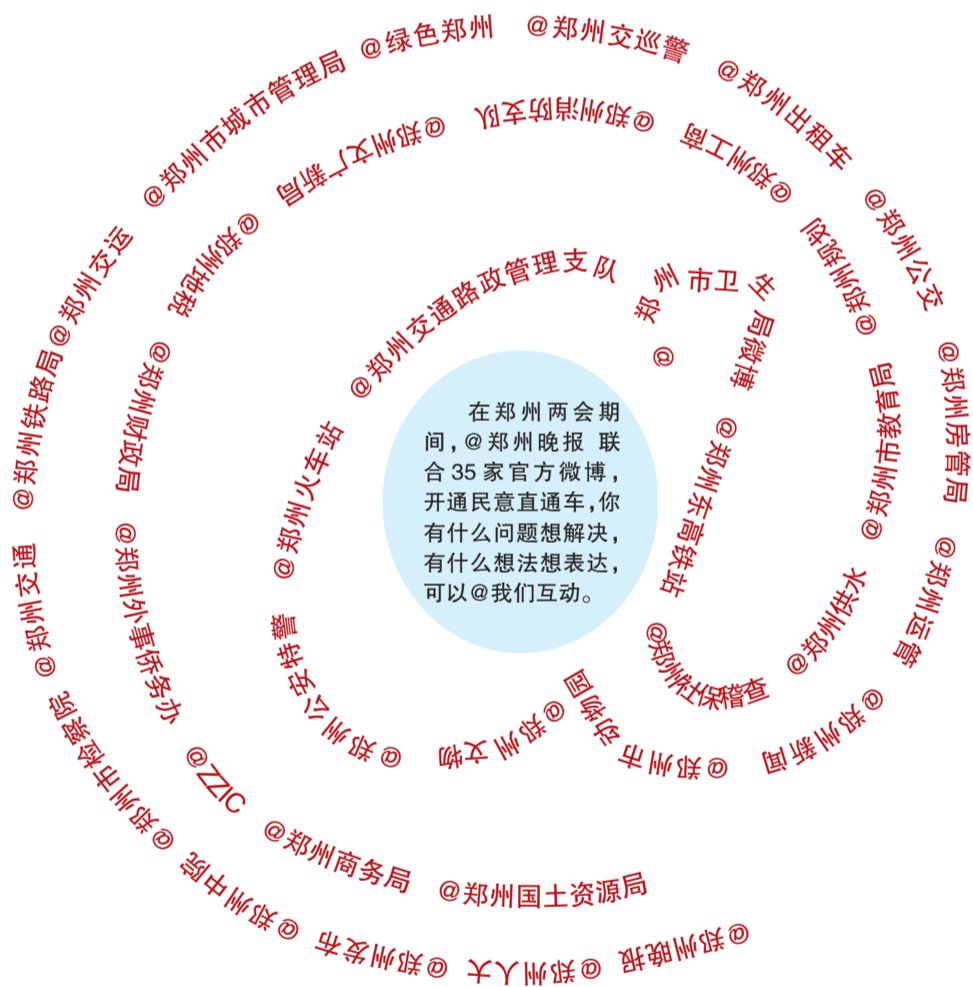 @郑州晚报
@郑州人大
@郑州发布
@郑州中院
@郑州市检察院
@郑州交通
@郑州铁路局
@郑州交运
@郑州市城市管理局
@绿色郑州
@郑州交巡警
@郑州出租车
@郑州公交
@郑州房管局
@郑州运管
@郑州新闻
@郑州市动物园
@郑州文物
@郑州公安特警
@郑州火车站
@郑州交通路政管理支队
@郑州市卫生局微博
@郑州东高铁站
@郑州社保稽查
@郑州供水
@郑州市教育局
@郑州规划
@郑州工商
@郑州消防支队
@郑州文广新局
@郑州地税
@郑州财政局
@郑州外事侨务办
@ZZIC
@郑州商务局
@郑州国土资源局
在郑州两会期
间，@郑州晚报 联
合35家官方微博，
开通民意直通车，你
有什么问题想解决，
有什么想法想表达，
可以@我们互动。